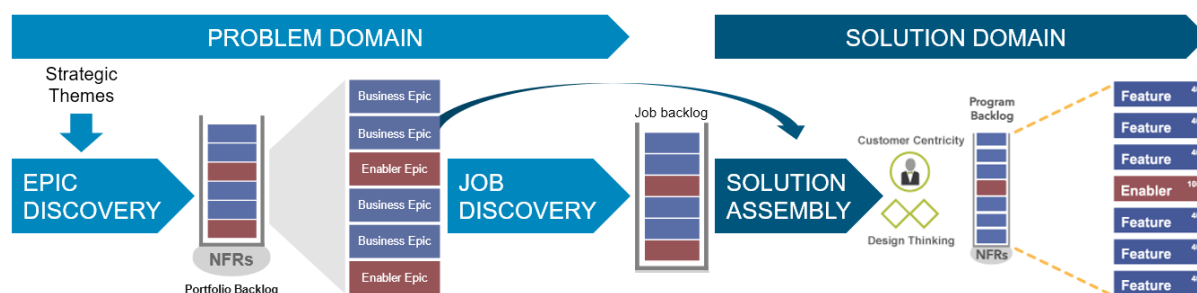 PROBLEM DOMAIN
SOLUTION DOMAIN
Strategic
Themes
EPIC
DISCOVERY
NFRs
Portfolio Backlog
Business Epic
Business Epic
Enabler Epic
Business Epic
Business Epic
Enabler Epic
JOB
DISCOVERY
Job backlog
SOLUTION
ASSEMBLY
Customer Centricity
Design Thinking
Program
Backlog
NFRs
Feature
Feature
Feature
Enabler
Feature
Feature
Feature